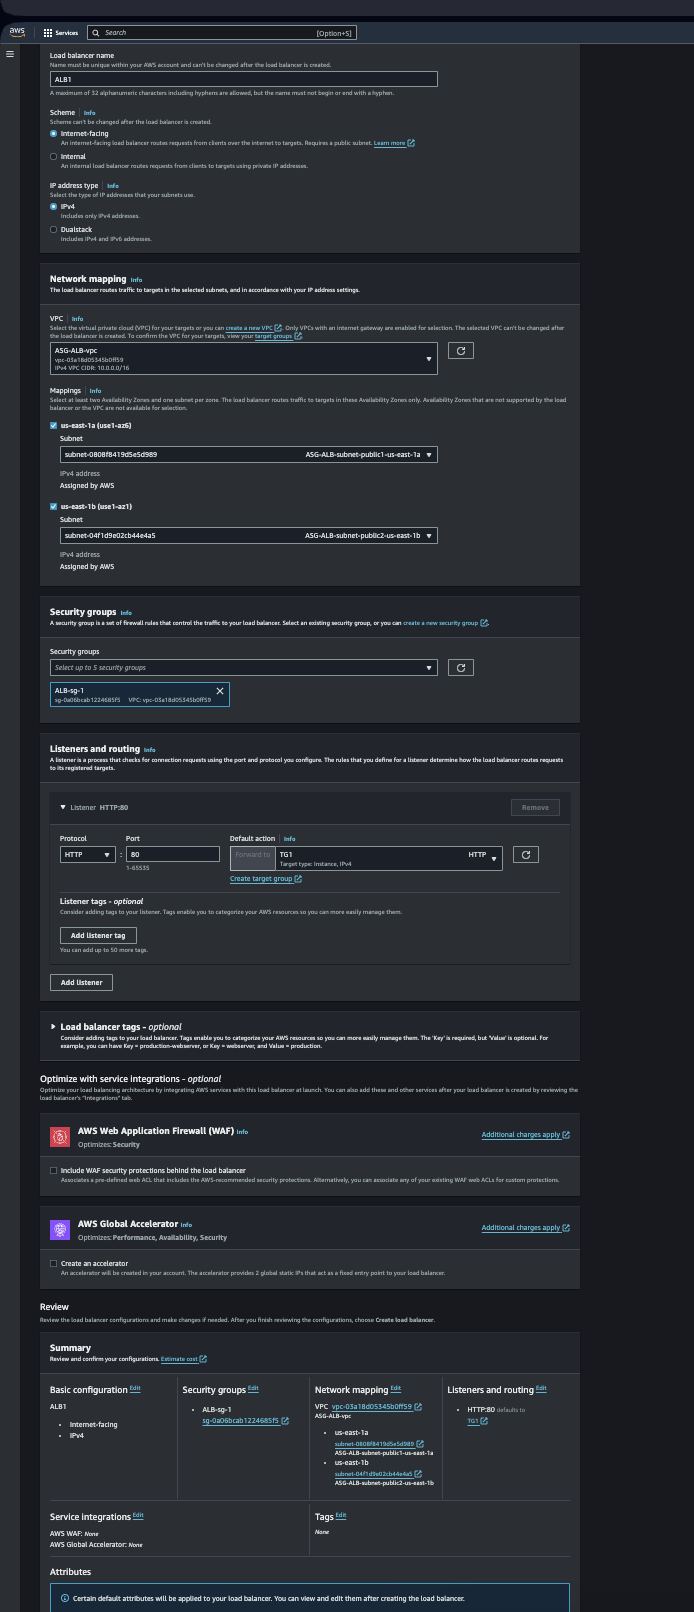 aws
Services
Search
[Option+S]
Load balancer name
Name must be unique within your AWS account and can't be changed after the load balancer is created.
ALB1
A maximum of 32 alphanumeric characters including hyphens are allowed, but the name must not begin or end with a hyphen.
Scheme Info
Scheme can't be changed after the load balancer is created.
Internet-facing
An internet-facing load balancer routes requests from clients over the internet to targets. Requires a public subnet. Learn more
Internal
An internal load balancer routes requests from clients to targets using private IP addresses.
IP address type Info
Select the type of IP addresses that your subnets use.
IPv4
Includes only IPv4 addresses.
Dualstack
Includes IPv4 and IPv6 addresses.
Network mapping Info
The load balancer routes traffic to targets in the selected subnets, and in accordance with your IP address settings.
VPC Info
Select the virtual private cloud (VPC) for your targets or you can create a new VPC. Only VPCs with an internet gateway are enabled for selection. The selected VPC can't be changed after
the load balancer is created. To confirm the VPC for your targets, view your target groups.
ASG-ALB-vpc
vpc-03a18d05345b0ff59
IPv4 VPC CIDR: 10.0.0.0/16
Mappings Info
Select at least two Availability Zones and one subnet per zone. The load balancer routes traffic to targets in these Availability Zones only. Availability Zones that are not supported by the load
balancer or the VPC are not available for selection.
us-east-1a (use1-az6)
Subnet
subnet-0808f8419d5e5d989 ASG-ALB-subnet-public1-us-east-1a
IPv4 address
Assigned by AWS
us-east-1b (use1-az1)
Subnet
subnet-04f1d9e02cb44e4a5 ASG-ALB-subnet-public2-us-east-1b
IPv4 address
Assigned by AWS
Security groups Info
A security group is a set of firewall rules that control the traffic to your load balancer. Select an existing security group, or you can create a new security group.
Security groups
Select up to 5 security groups
ALB-sg-1
sg-0a06bcab1224685f5 VPC: vpc-03a18d05345b0ff59
Listeners and routing Info
A listener is a process that checks for connection requests using the port and protocol you configure. The rules that you define for a listener determine how the load balancer routes requests
to its registered targets.
Listener HTTP:80
Remove
Protocol Port Default action Info
HTTP : 80 Forward to TG1 HTTP
Target type: Instance, IPv4
1-65535
Create target group
Listener tags - optional
Consider adding tags to your listener. Tags enable you to categorize your AWS resources so you can more easily manage them.
Add listener tag
You can add up to 50 more tags.
Add listener
Load balancer tags - optional
Consider adding tags to your load balancer. Tags enable you to categorize your AWS resources so you can more easily manage them. The 'Key' is required, but 'Value' is optional. For
example, you can have Key = production-webserver, or Key = webserver, and Value = production.
Optimize with service integrations - optional
Optimize your load balancing architecture by integrating AWS services with this load balancer at launch. You can also add these and other services after your load balancer is created by reviewing the
load balancer's "Integrations" tab.
AWS Web Application Firewall (WAF) Info
Optimizes: Security
Additional charges apply
Include WAF security protections behind the load balancer
Associates a pre-defined web ACL that includes the AWS-recommended security protections. Alternatively, you can associate any of your existing WAF web ACLs for custom protections.
AWS Global Accelerator Info
Optimizes: Performance, Availability, Security
Additional charges apply
Create an accelerator
An accelerator will be created in your account. The accelerator provides 2 global static IPs that act as a fixed entry point to your load balancer.
Review
Review the load balancer configurations and make changes if needed. After you finish reviewing the configurations, choose Create load balancer.
Summary
Review and confirm your configurations. Estimate cost
Basic configuration Edit
ALB1
• Internet-facing
• IPv4
Security groups Edit
• ALB-sg-1
sg-0a06bcab1224685f5
Network mapping Edit
VPC vpc-03a18d05345b0ff59
ASG-ALB-vpc
• us-east-1a
subnet-0808f8419d5e5d989
ASG-ALB-subnet-public1-us-east-1a
• us-east-1b
subnet-04f1d9e02cb44e4a5
ASG-ALB-subnet-public2-us-east-1b
Listeners and routing Edit
• HTTP:80 defaults to
TG1
Service integrations Edit
AWS WAF: None
AWS Global Accelerator: None
Tags Edit
None
Attributes
Certain default attributes will be applied to your load balancer. You can view and edit them after creating the load balancer.